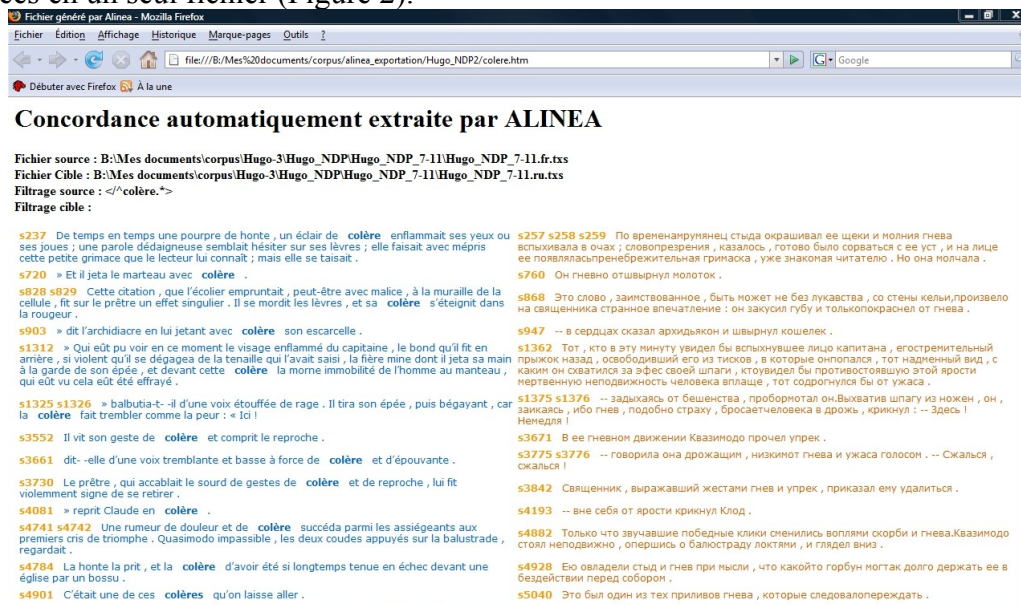 ces en un seul fichier (Figure 2).
Fichier généré par Alinea - Mozilla Firefox
Fichier Édition Affichage Historique Marque-pages Outils ?
file:///B:/Mes%20documents/corpus/alinea_exportation/Hugo_NDP2/colere.htm
Google
Débuter avec Firefox À la une
Concordance automatiquement extraite par ALINEA
Fichier source : B:\Mes documents\corpus\Hugo-3\Hugo_NDP\Hugo_NDP_7-11\Hugo_NDP_7-11.fr.txs
Fichier Cible : B:\Mes documents\corpus\Hugo-3\Hugo_NDP\Hugo_NDP_7-11\Hugo_NDP_7-11.ru.txs
Filtrage source : </^colère.*>
Filtrage cible :
s237 De temps en temps une pourpre de honte , un éclair de colère enflammait ses yeux ou
ses joues ; une parole dédaigneuse semblait hésiter sur ses lèvres ; elle faisait avec mépris
cette petite grimace que le lecteur lui connaît ; mais elle se taisait .
s257 s258 s259 По временамрумянец стыда окрашивал ее щеки и молния гнева
вспыхивала в очах ; словопрезрения , казалось , готово было сорваться с ее уст , и на лице
ее появляласьпренебрежительная гримаска , уже знакомая читателю . Но она молчала .
s720 » Et il jeta le marteau avec colère .
s760 Он гневно отшвырнул молоток .
s828 s829 Cette citation , que l'écolier empruntait , peut-être avec malice , à la muraille de la
cellule , fit sur le prêtre un effet singulier . Il se mordit les lèvres , et sa colère s'éteignit dans
la rougeur .
s868 Это слово , заимствованное , быть может не без лукавства , со стены кельи,произвело
на священника странное впечатление : он закусил губу и толькопокраснел от гнева .
s903 » dit l'archidiacre en lui jetant avec colère son escarcelle .
s947 -- в сердцах сказал архидьякон и швырнул кошелек .
s1312 » Qui eût pu voir en ce moment le visage enflammé du capitaine , le bond qu'il fit en
arrière , si violent qu'il se dégagea de la tenaille qui l'avait saisi , la fière mine dont il jeta sa main
à la garde de son épée , et devant cette colère la morne immobilité de l'homme au manteau ,
qui eût vu cela eût été effrayé .
s1362 Тот , кто в эту минуту увидел бы вспыхнувшее лицо капитана , егостремительный
прыжок назад , освободивший его из тисков , в которые онпопался , тот надменный вид , с
каким он схватился за эфес своей шпаги , ктоувидел бы противостоявшую этой ярости
мертвенную неподвижность человека вплаще , тот содрогнулся бы от ужаса .
s1325 s1326 » balbutia-t- -il d'une voix étouffée de rage . Il tira son épée , puis bégayant , car
la colère fait trembler comme la peur : « Ici !
s1375 s1376 -- задыхаясь от бешенства , пробормотал он.Выхватив шпагу из ножен , он ,
заикаясь , ибо гнев , подобно страху , бросаетчеловека в дрожь , крикнул : -- Здесь !
Немедля !
s3552 Il vit son geste de colère et comprit le reproche .
s3671 В ее гневном движении Квазимодо прочел упрек .
s3661 dit- -elle d'une voix tremblante et basse à force de colère et d'épouvante .
s3775 s3776 -- говорила она дрожащим , низкимот гнева и ужаса голосом . -- Сжалься ,
сжалься !
s3730 Le prêtre , qui accablait le sourd de gestes de colère et de reproche , lui fit
violemment signe de se retirer .
s3842 Священник , выражавший жестами гнев и упрек , приказал ему удалиться .
s4081 » reprit Claude en colère .
s4193 -- вне себя от ярости крикнул Клод .
s4741 s4742 Une rumeur de douleur et de colère succéda parmi les assiégeants aux
premiers cris de triomphe . Quasimodo impassible , les deux coudes appuyés sur la balustrade ,
regardait .
s4882 Только что звучавшие победные клики сменились воплями скорби и гнева.Квазимодо
стоял неподвижно , опершись о балюстраду локтями , и глядел вниз .
s4784 La honte la prit , et la colère d'avoir été si longtemps tenue en échec devant une
église par un bossu .
s4928 Ею овладели стыд и гнев при мысли , что какойто горбун могтак долго держать ее в
бездействии перед собором .
s4901 C'était une de ces colères qu'on laisse aller .
s5040 Это был один из тех приливов гнева , которые следовалопереждать .